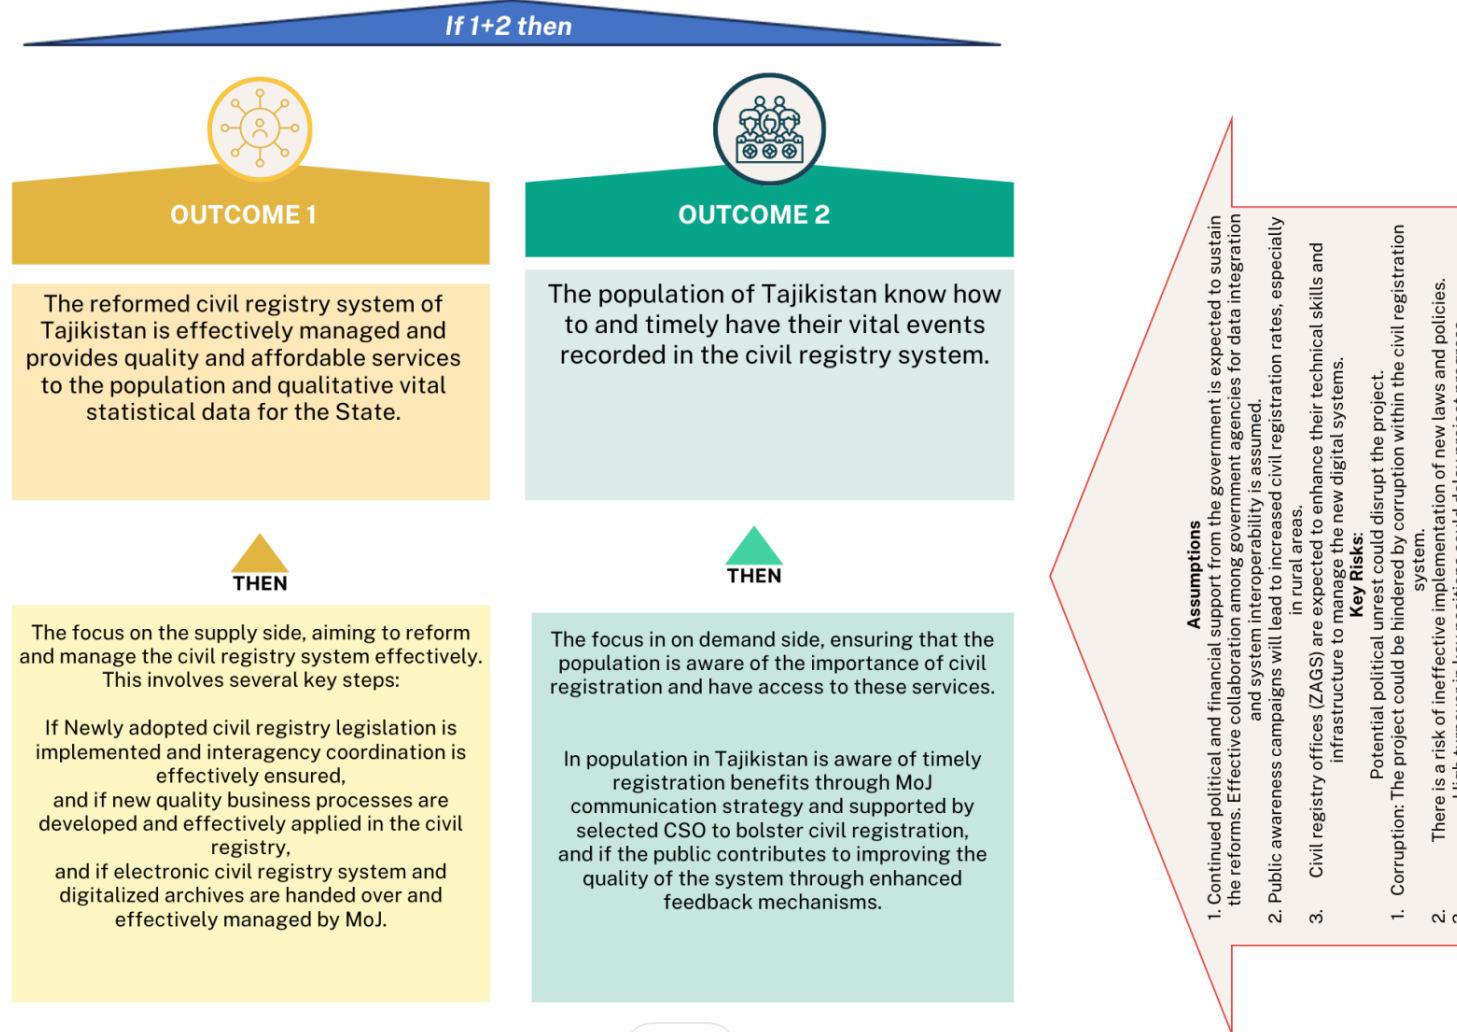 If 1+2 then
OUTCOME 1
The reformed civil registry system of
Tajikistan is effectively managed and
provides quality and affordable services
to the population and qualitative vital
statistical data for the State.
THEN
The focus on the supply side, aiming to reform
and manage the civil registry system effectively.
This involves several key steps:
If Newly adopted civil registry legislation is
implemented and interagency coordination is
effectively ensured,
and if new quality business processes are
developed and effectively applied in the civil
registry,
and if electronic civil registry system and
digitalized archives are handed over and
effectively managed by MoJ.
OUTCOME 2
The population of Tajikistan know how
to and timely have their vital events
recorded in the civil registry system.
THEN
The focus in on demand side, ensuring that the
population is aware of the importance of civil
registration and have access to these services.
In population in Tajikistan is aware of timely
registration benefits through MoJ
communication strategy and supported by
selected CSO to bolster civil registration,
and if the public contributes to improving the
quality of the system through enhanced
feedback mechanisms.
Assumptions
1. Continued political and financial support from the government is expected to sustain
the reforms. Effective collaboration among government agencies for data integration
and system interoperability is assumed.
2. Public awareness campaigns will lead to increased civil registration rates, especially
in rural areas.
3. Civil registry offices (ZAGS) are expected to enhance their technical skills and
infrastructure to manage the new digital systems.
Key Risks:
Potential political unrest could disrupt the project.
1. Corruption: The project could be hindered by corruption within the civil registration
system.
2. There is a risk of ineffective implementation of new laws and policies.